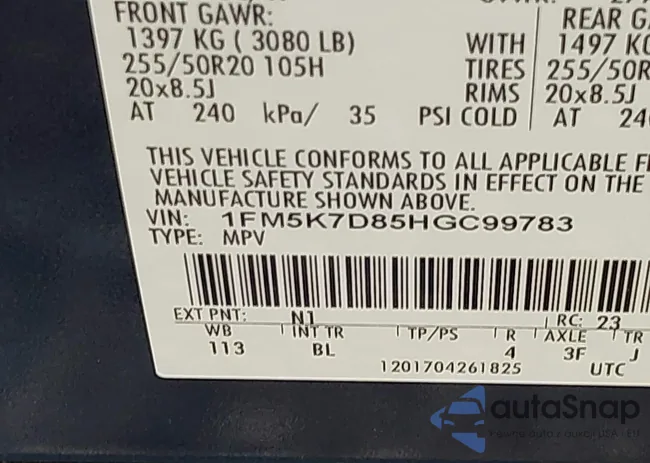 FRONT GAWR:
REAR G
1397 KG ( 3080 LB) WITH 1497 KG
255/50R20 105H TIRES 255/50R
20x8.5J RIMS 20x8.5J
AT 240 kPa/ 35 PSI COLD AT 24
THIS VEHICLE CONFORMS TO ALL APPLICABLE F
VEHICLE SAFETY STANDARDS IN EFFECT ON THE
MANUFACTURE SHOWN ABOVE.
VIN: 1FM5K7D85HGC99783
TYPE: MPV
EXT PNT: N1 RC: 23
WB INT TR TP/PS R AXLE TR
113 BL 4 3F J
1201704261825 UTC
autaSnap